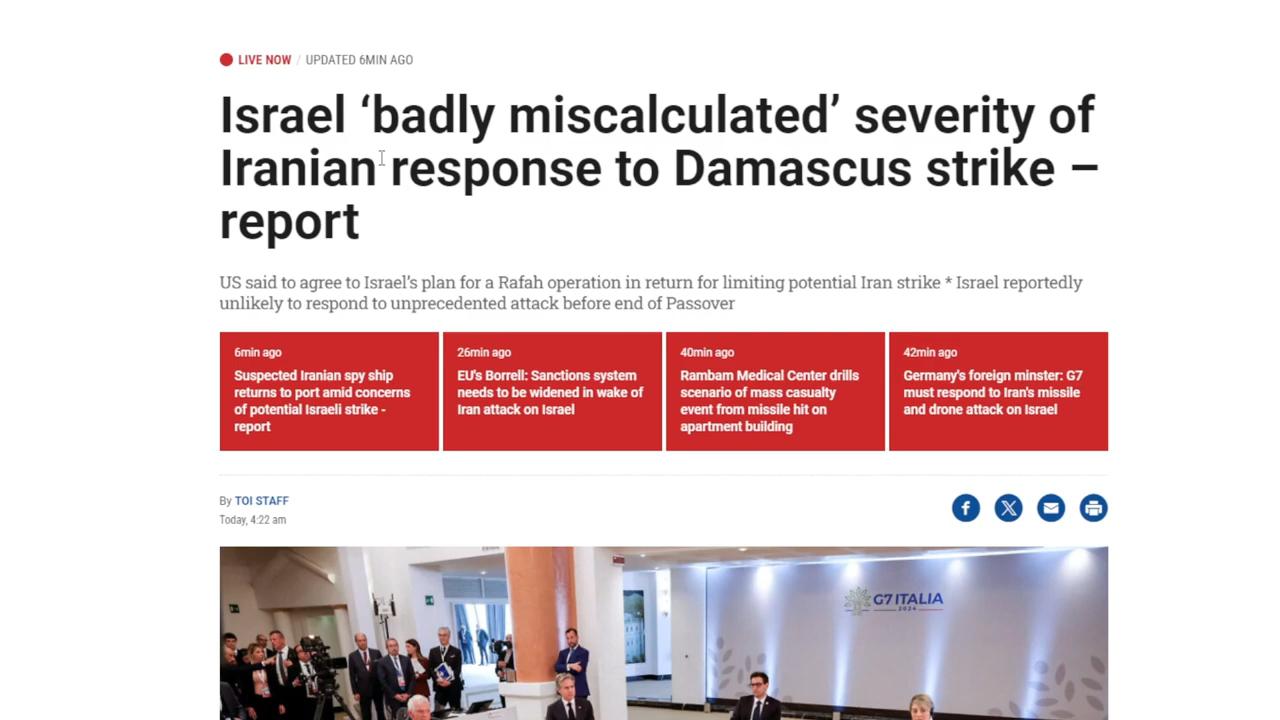 LIVE NOW / UPDATED 6MIN AGO
Israel ‘badly miscalculated’ severity of
Iranian response to Damascus strike –
report
US said to agree to Israel’s plan for a Rafah operation in return for limiting potential Iran strike * Israel reportedly
unlikely to respond to unprecedented attack before end of Passover
6min ago
Suspected Iranian spy ship
returns to port amid concerns
of potential Israeli strike -
report
26min ago
EU's Borrell: Sanctions system
needs to be widened in wake of
Iran attack on Israel
40min ago
Rambam Medical Center drills
scenario of mass casualty
event from missile hit on
apartment building
42min ago
Germany's foreign minster: G7
must respond to Iran's missile
and drone attack on Israel
By TOI STAFF
Today, 4:22 am
G7 ITALIA
2024